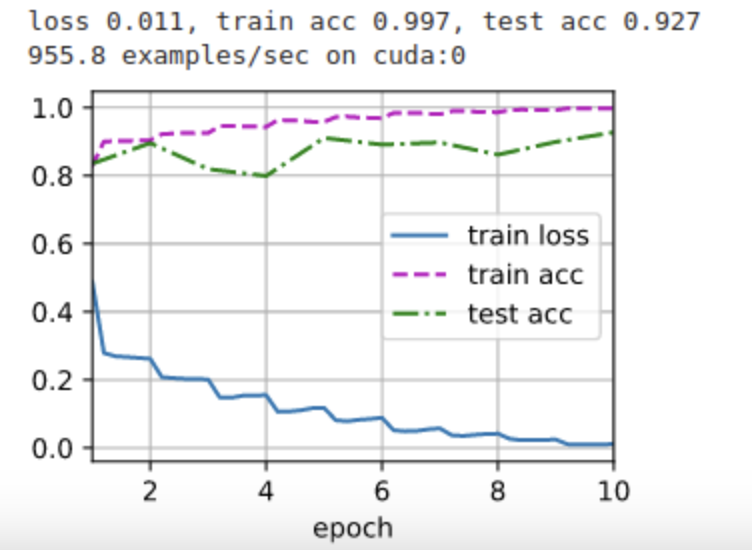 loss 0.011, train acc 0.997, test acc 0.927
955.8 examples/sec on cuda:0
1.0
0.8
0.6
0.4
0.2
0.0
train loss
train acc
test acc
2 4 6 8 10
epoch